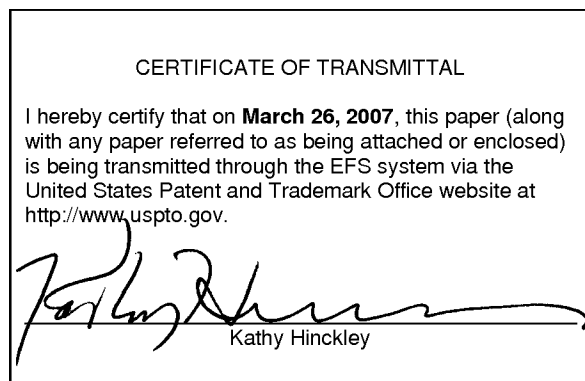 CERTIFICATE OF TRANSMITTAL
I hereby certify that on March 26, 2007, this paper (along
with any paper referred to as being attached or enclosed)
is being transmitted through the EFS system via the
United States Patent and Trademark Office website at
http://www.uspto.gov.
Kathy Hinckley